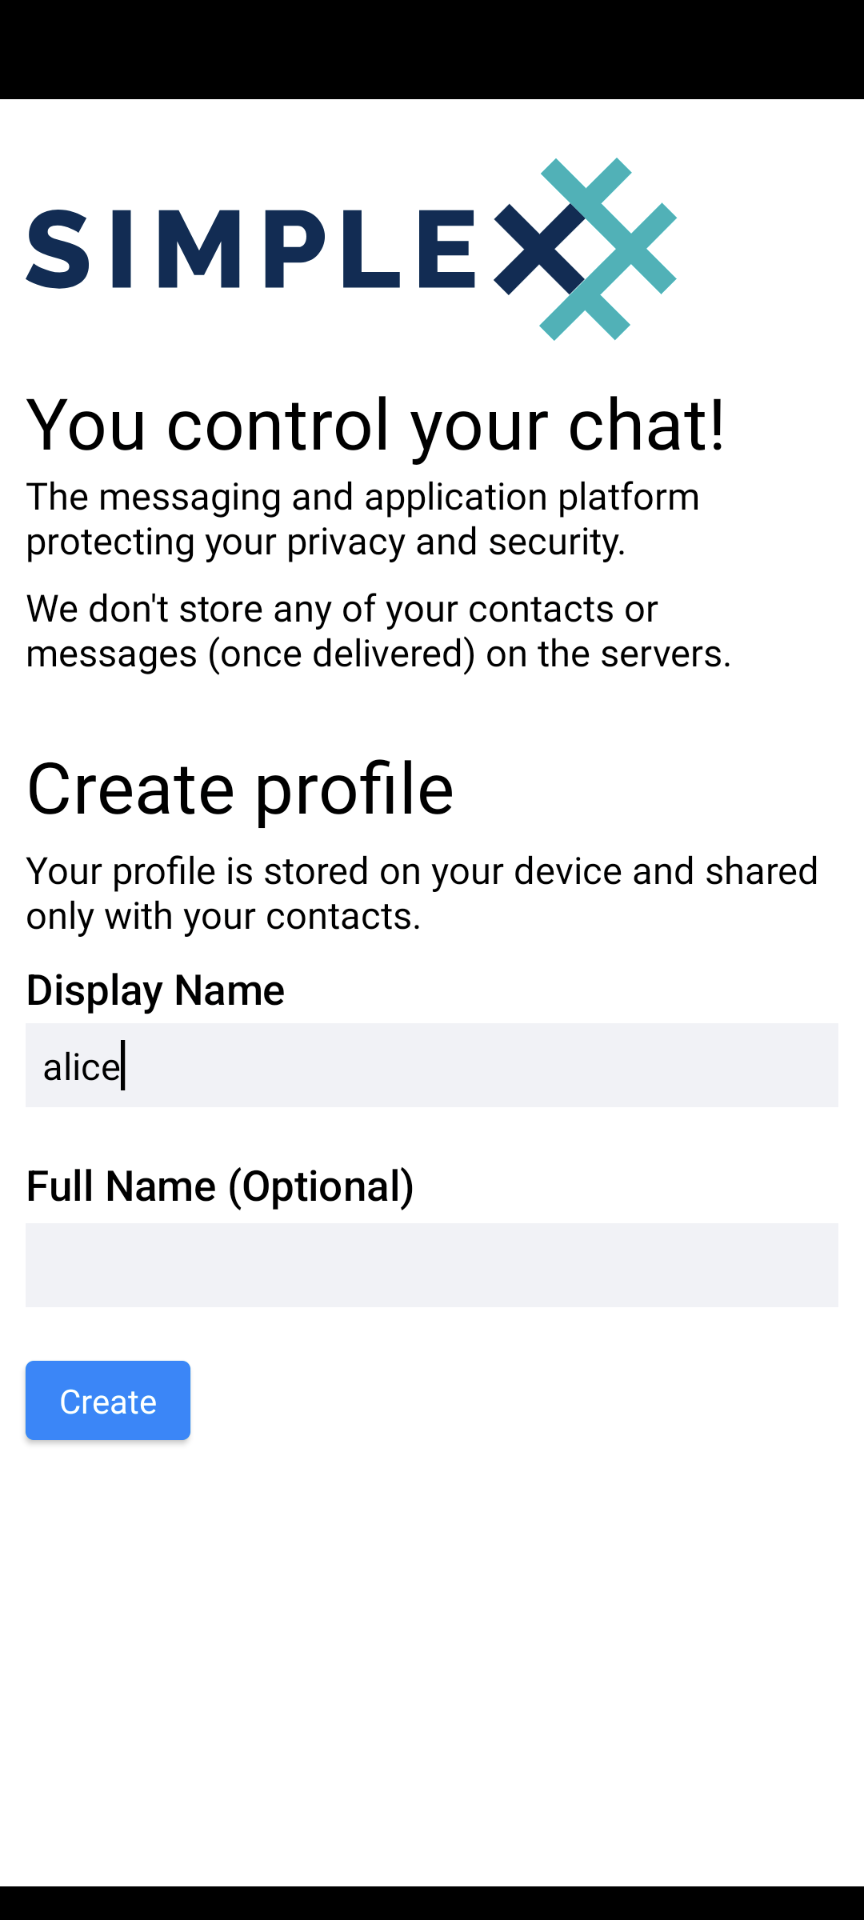 SIMPLEX
You control your chat!
The messaging and application platform
protecting your privacy and security.
We don't store any of your contacts or
messages (once delivered) on the servers.
Create profile
Your profile is stored on your device and shared
only with your contacts.
Display Name
alice
Full Name (Optional)
Create